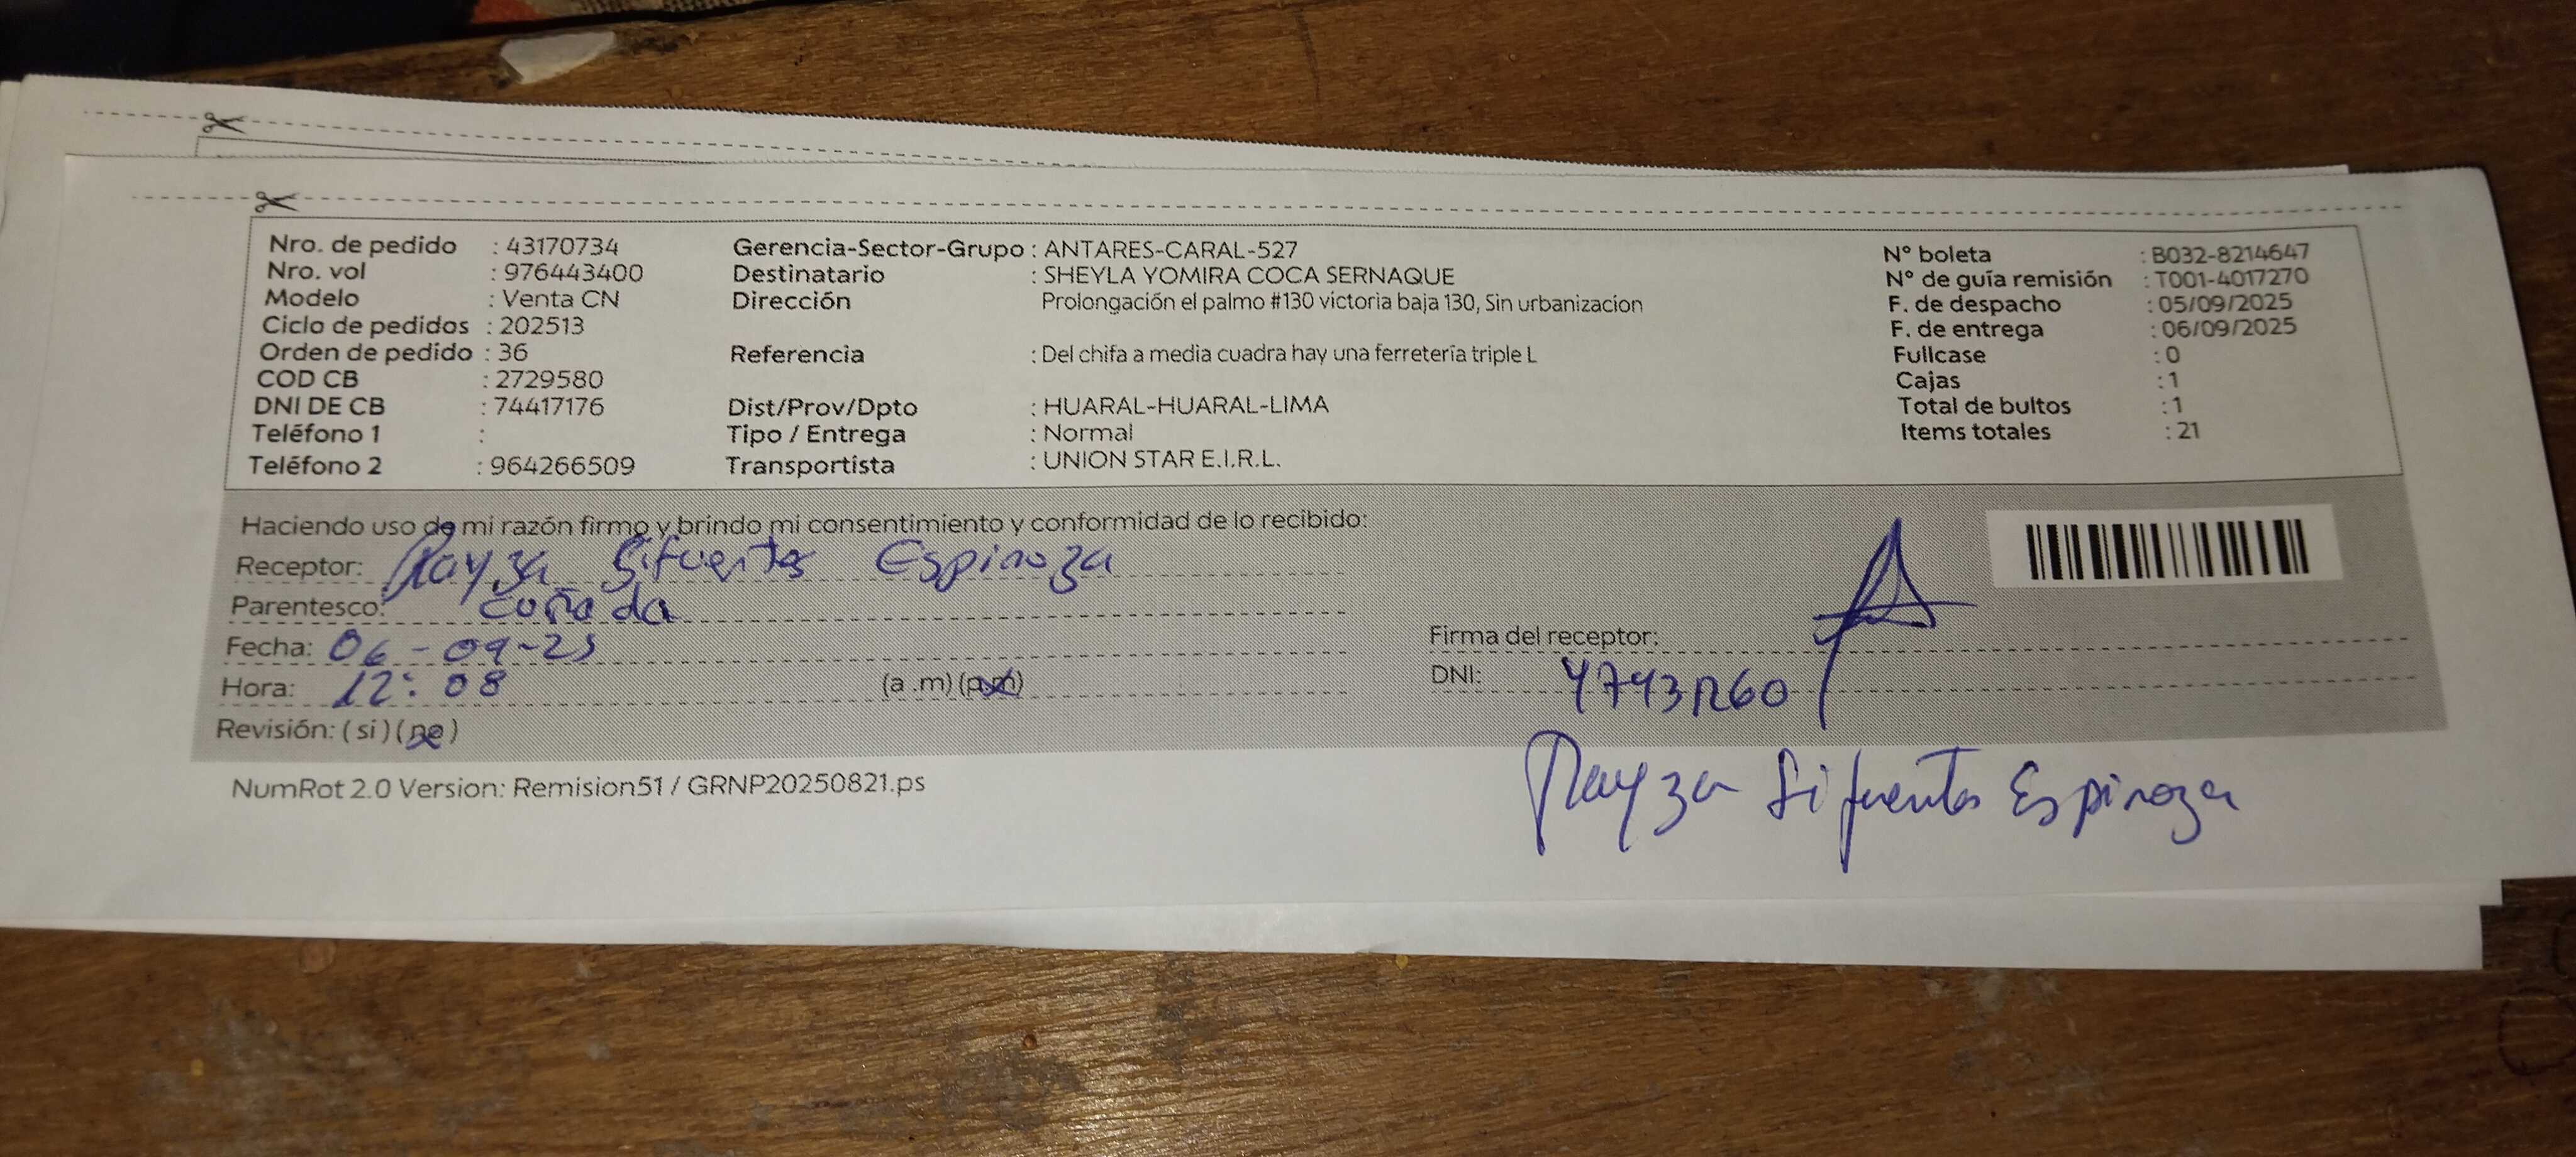 Nro. de pedido : 43170734
Nro. vol : 976443400
Modelo : Venta CN
Ciclo de pedidos : 202513
Orden de pedido : 36
COD CB : 2729580
DNI DE CB : 74417176
Teléfono 1 :
Teléfono 2 : 964266509
Gerencia-Sector-Grupo : ANTARES-CARAL-527
Destinatario : SHEYLA YOMIRA COCA SERNAQUE
Dirección Prolongación el palmo #130 victoria baja 130, Sin urbanizacion
Referencia : Del chifa a media cuadra hay una ferretería triple L
Dist/Prov/Dpto : HUARAL-HUARAL-LIMA
Tipo / Entrega : Normal
Transportista : UNION STAR E.I.R.L.
N° boleta : B032-8214647
N° de guía remisión : T001-4017270
F. de despacho : 05/09/2025
F. de entrega : 06/09/2025
Fullcase : 0
Cajas : 1
Total de bultos : 1
Items totales : 21
Haciendo uso de mi razón firmo y brindo mi consentimiento y conformidad de lo recibido:
Receptor: Rayza Sifuentes Espinoza
Parentesco: coñada
Fecha: 06-09-25
Hora: 12:08 (a.m) (p.m)
Revisión: (si) (no)
Firma del receptor:
DNI:
Rayza Sifuentes Espinoza
NumRot 2.0 Version: Remision51 / GRNP20250821.ps